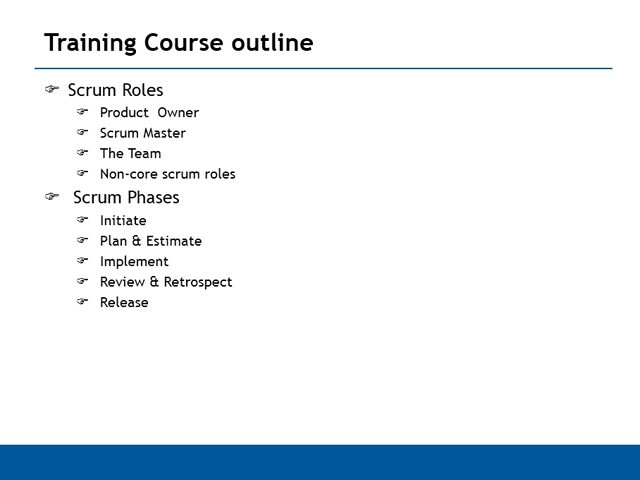 Training Course outline
Scrum Roles
Product  Owner
Scrum Master
The Team
Non-core scrum roles
Scrum Phases
Initiate
Plan & Estimate
Implement
Review & Retrospect
Release